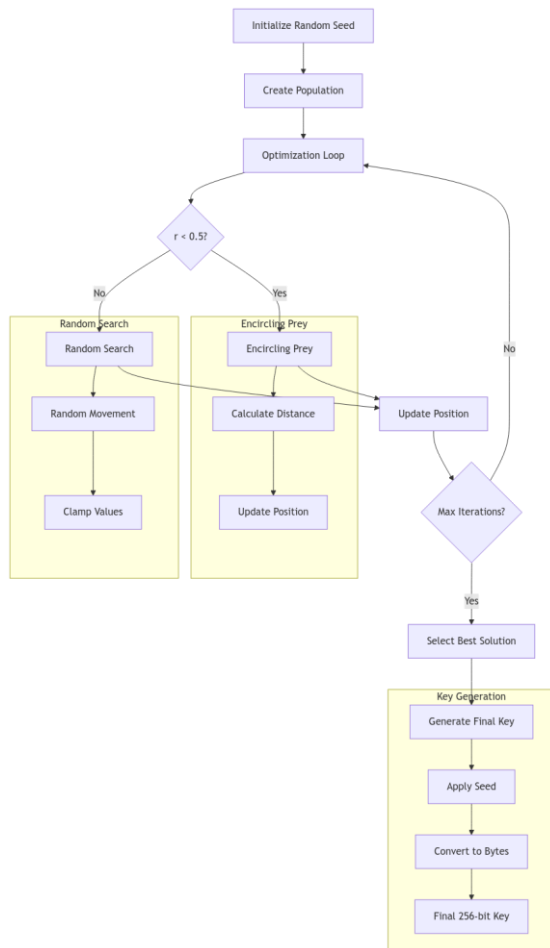 Initialize Random Seed
Create Population
Optimization Loop
r < 0.5?
No
Yes
Random Search
Encircling Prey
Random Search
Encircling Prey
No
Random Movement
Calculate Distance
Update Position
Clamp Values
Update Position
Max Iterations?
Yes
Select Best Solution
Key Generation
Generate Final Key
Apply Seed
Convert to Bytes
Final 256-bit Key